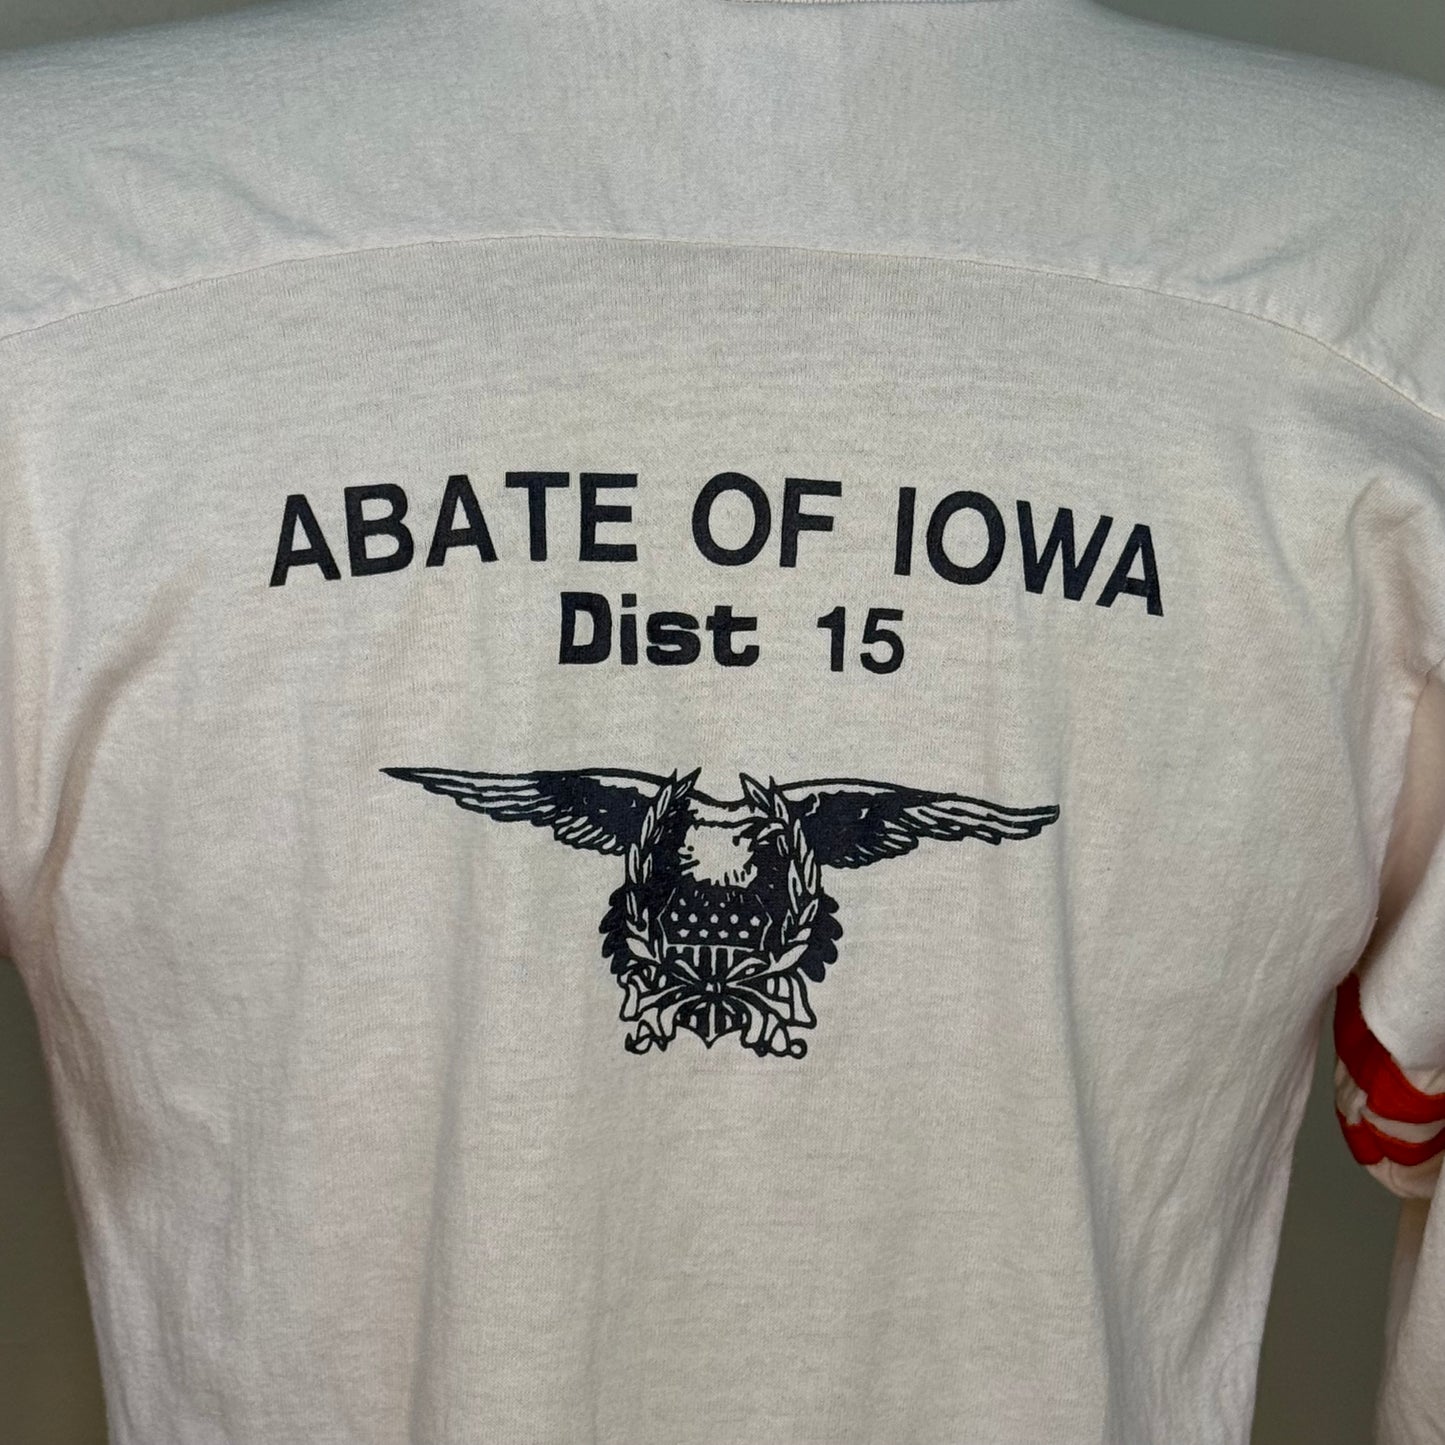 ABATE OF IOWA
Dist 15